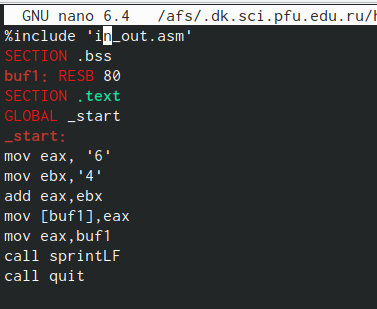 GNU nano 6.4 /afs/.dk.sci.pfu.edu.ru/h
%include 'in_out.asm'
SECTION .bss
buf1: RESB 80
SECTION .text
GLOBAL _start
_start:
mov eax, '6'
mov ebx,'4'
add eax,ebx
mov [buf1],eax
mov eax,buf1
call sprintLF
call quit